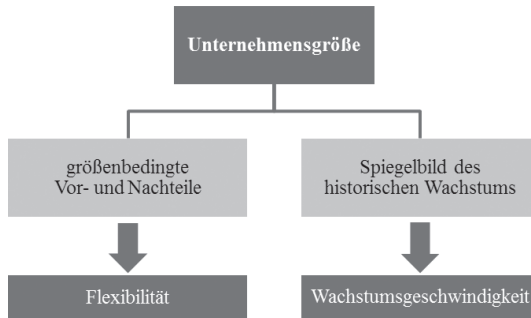 Unternehmensgröße
größenbedingte
Vor- und Nachteile
Spiegelbild des
historischen Wachstums
Flexibilität
Wachstumsgeschwindigkeit